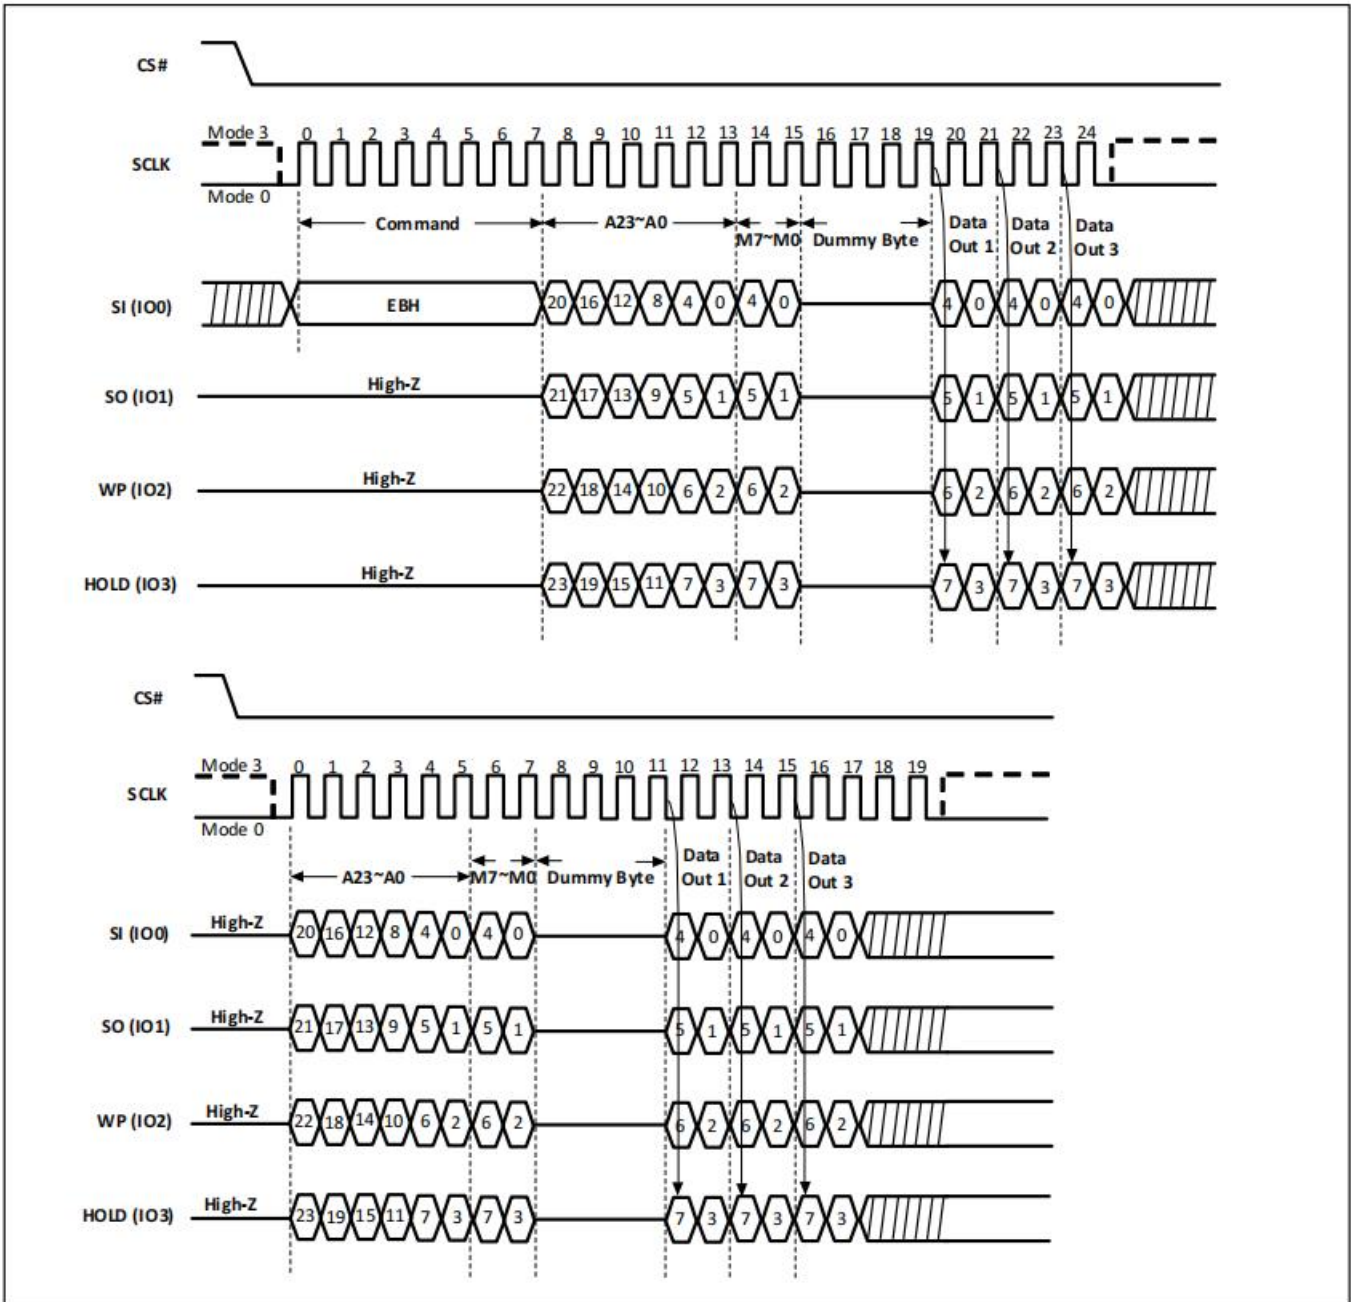 CS#
Mode 3 0 1 2 3 4 5 6 7 8 9 10 11 12 13 14 15 16 17 18 19 20 21 22 23 24
SCLK
Mode 0
Command A23~A0 M7~M0 Dummy Byte Data Out 1 Data Out 2 Data Out 3
SI (IO0) EBH 20 16 12 8 4 0 4 0 4 0 4 0 4 0
SO (IO1) High-Z 21 17 13 9 5 1 5 1 5 1 5 1 5 1
WP (IO2) High-Z 22 18 14 10 6 2 6 2 6 2 6 2 6 2
HOLD (IO3) High-Z 23 19 15 11 7 3 7 3 7 3 7 3 7 3
CS#
Mode 3 0 1 2 3 4 5 6 7 8 9 10 11 12 13 14 15 16 17 18 19
SCLK
Mode 0
A23~A0 M7~M0 Dummy Byte Data Out 1 Data Out 2 Data Out 3
SI (IO0) High-Z 20 16 12 8 4 0 4 0 4 0 4 0 4 0
SO (IO1) High-Z 21 17 13 9 5 1 5 1 5 1 5 1 5 1
WP (IO2) High-Z 22 18 14 10 6 2 6 2 6 2 6 2 6 2
HOLD (IO3) High-Z 23 19 15 11 7 3 7 3 7 3 7 3 7 3